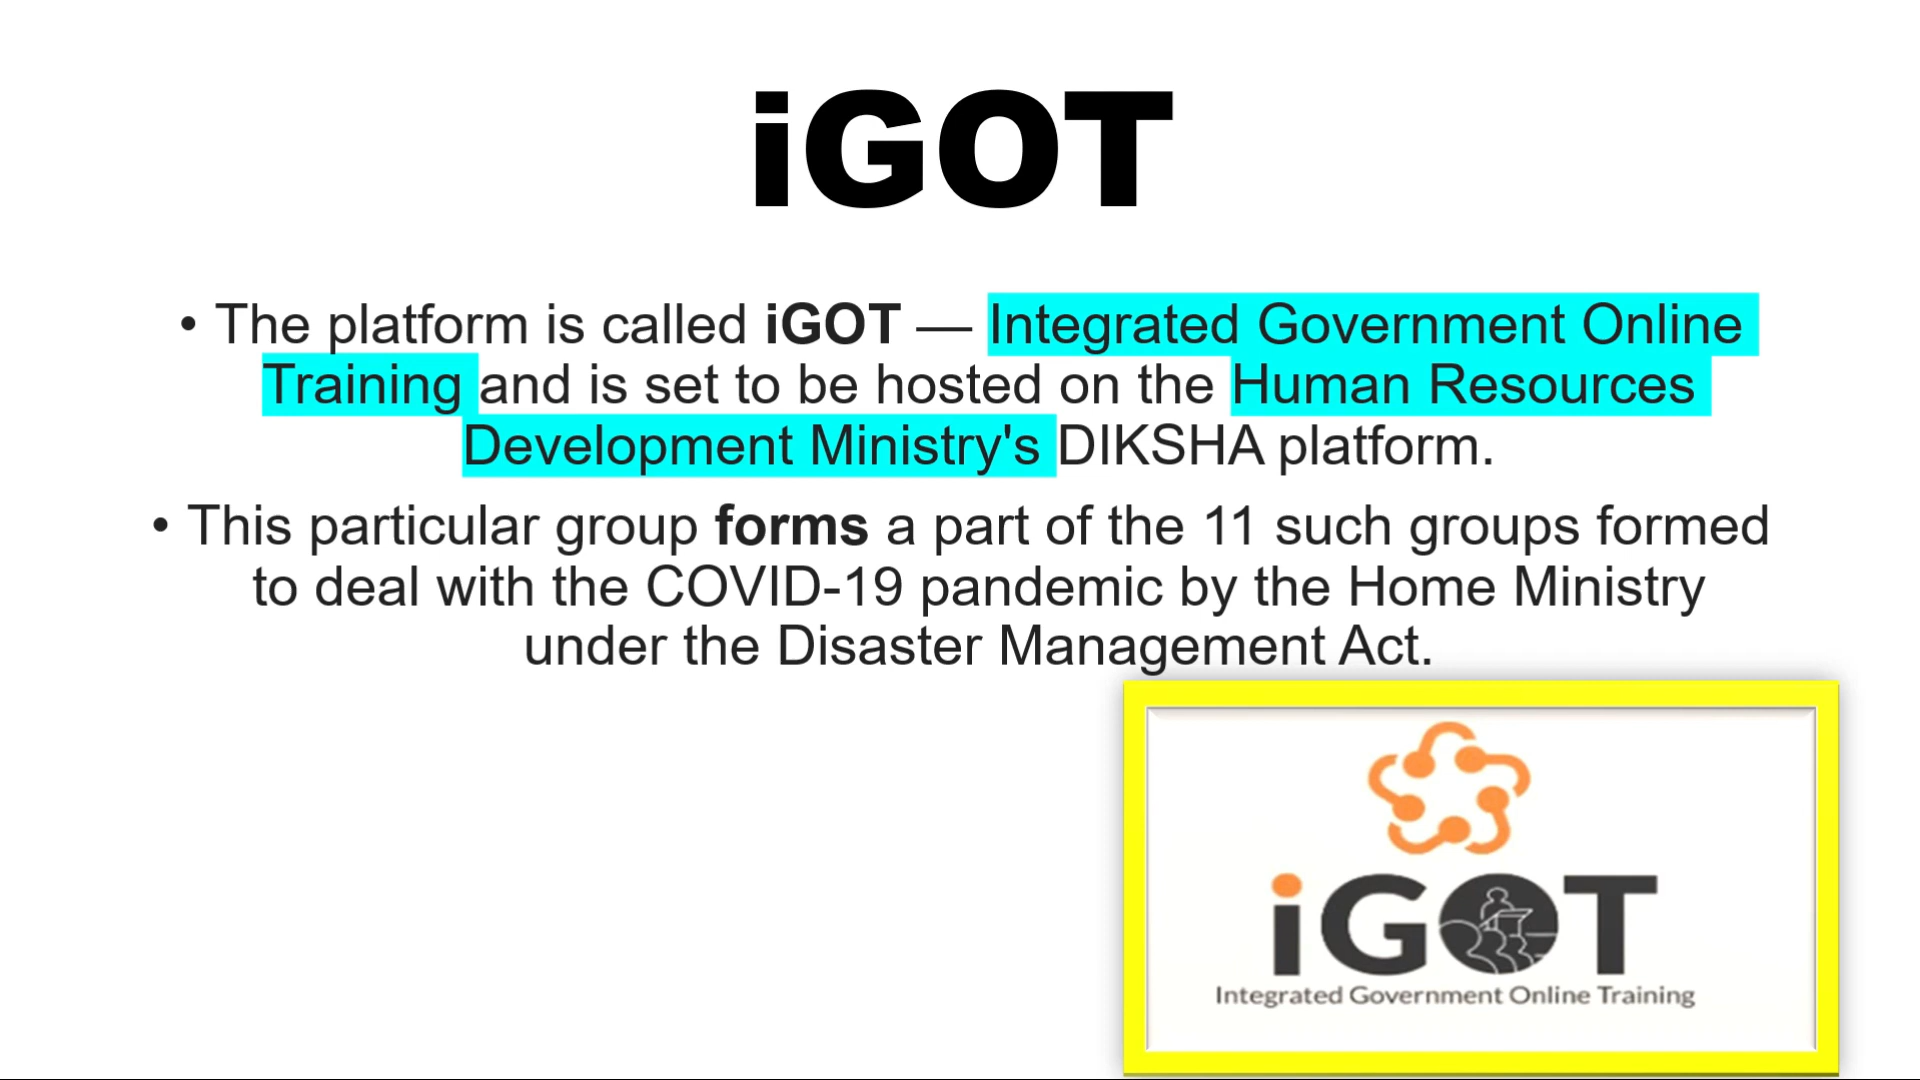 iGOT
• The platform is called iGOT — Integrated Government Online
Training and is set to be hosted on the Human Resources
Development Ministry's DIKSHA platform.
• This particular group forms a part of the 11 such groups formed
to deal with the COVID-19 pandemic by the Home Ministry
under the Disaster Management Act.
iGOT
Integrated Government Online Training